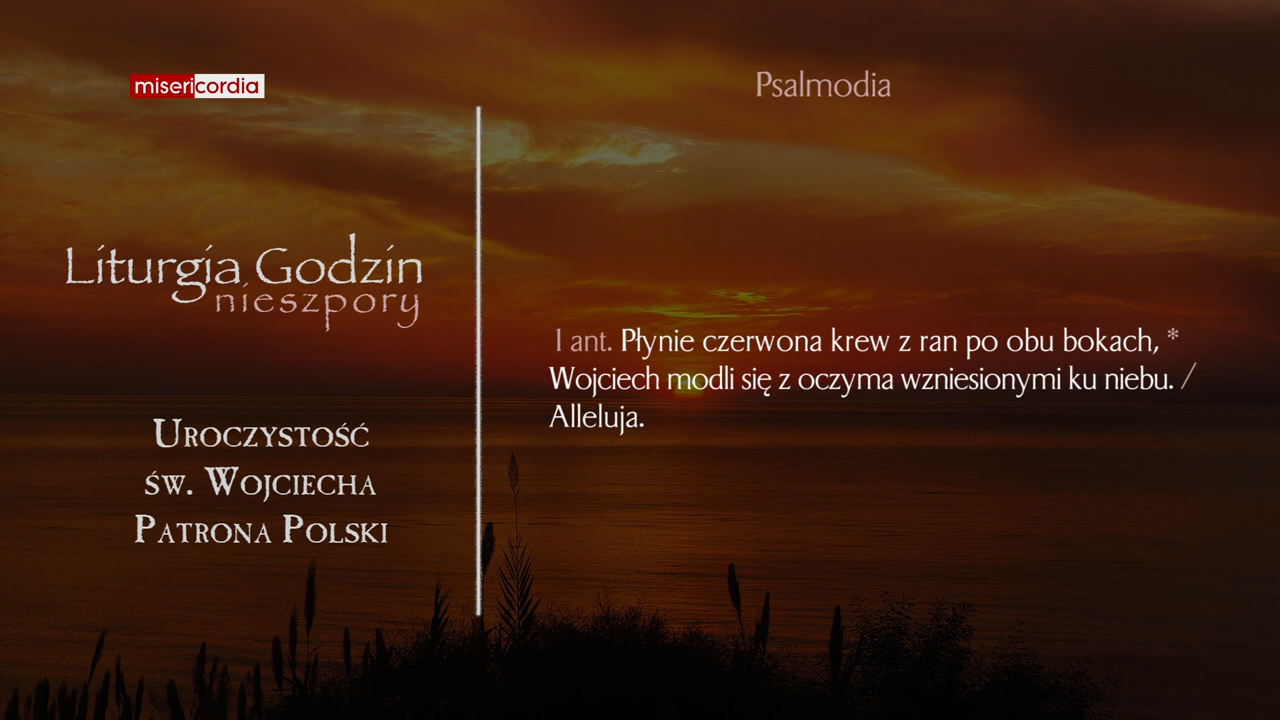 misericordia
Psalmodia
Liturgia Godzin
nieszpory
Uroczystość
św. Wojciecha
Patrona Polski
1 ant. Płynie czerwona krew z ran po obu bokach, *
Wojciech modli się z oczyma wzniesionymi ku niebu. /
Alleluja.